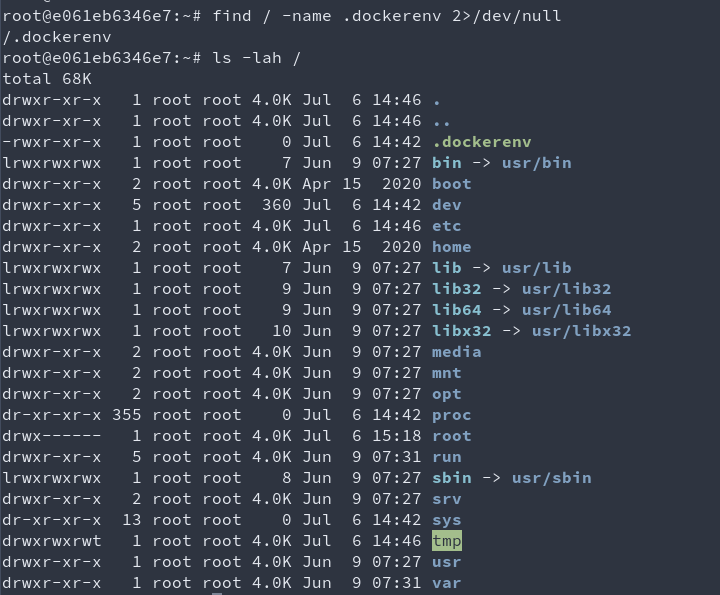 root@e061eb6346e7:~# find / -name .dockerenv 2>/dev/null
/.dockerenv
root@e061eb6346e7:~# ls -lah /
total 68K
drwxr-xr-x   1 root root 4.0K Jul  6 14:46 .
drwxr-xr-x   1 root root 4.0K Jul  6 14:46 ..
-rwxr-xr-x   1 root root    0 Jul  6 14:42 .dockerenv
lrwxrwxrwx   1 root root    7 Jun  9 07:27 bin -> usr/bin
drwxr-xr-x   2 root root 4.0K Apr 15  2020 boot
drwxr-xr-x   5 root root  360 Jul  6 14:42 dev
drwxr-xr-x   1 root root 4.0K Jul  6 14:46 etc
drwxr-xr-x   2 root root 4.0K Apr 15  2020 home
lrwxrwxrwx   1 root root    7 Jun  9 07:27 lib -> usr/lib
lrwxrwxrwx   1 root root    9 Jun  9 07:27 lib32 -> usr/lib32
lrwxrwxrwx   1 root root    9 Jun  9 07:27 lib64 -> usr/lib64
lrwxrwxrwx   1 root root   10 Jun  9 07:27 libx32 -> usr/libx32
drwxr-xr-x   2 root root 4.0K Jun  9 07:27 media
drwxr-xr-x   2 root root 4.0K Jun  9 07:27 mnt
drwxr-xr-x   2 root root 4.0K Jun  9 07:27 opt
dr-xr-xr-x 355 root root    0 Jul  6 14:42 proc
drwx------   1 root root 4.0K Jul  6 15:18 root
drwxr-xr-x   5 root root 4.0K Jun  9 07:31 run
lrwxrwxrwx   1 root root    8 Jun  9 07:27 sbin -> usr/sbin
drwxr-xr-x   2 root root 4.0K Jun  9 07:27 srv
dr-xr-xr-x  13 root root    0 Jul  6 14:42 sys
drwxrwxrwt   1 root root 4.0K Jul  6 14:46 tmp
drwxr-xr-x   1 root root 4.0K Jun  9 07:27 usr
drwxr-xr-x   1 root root 4.0K Jun  9 07:31 var